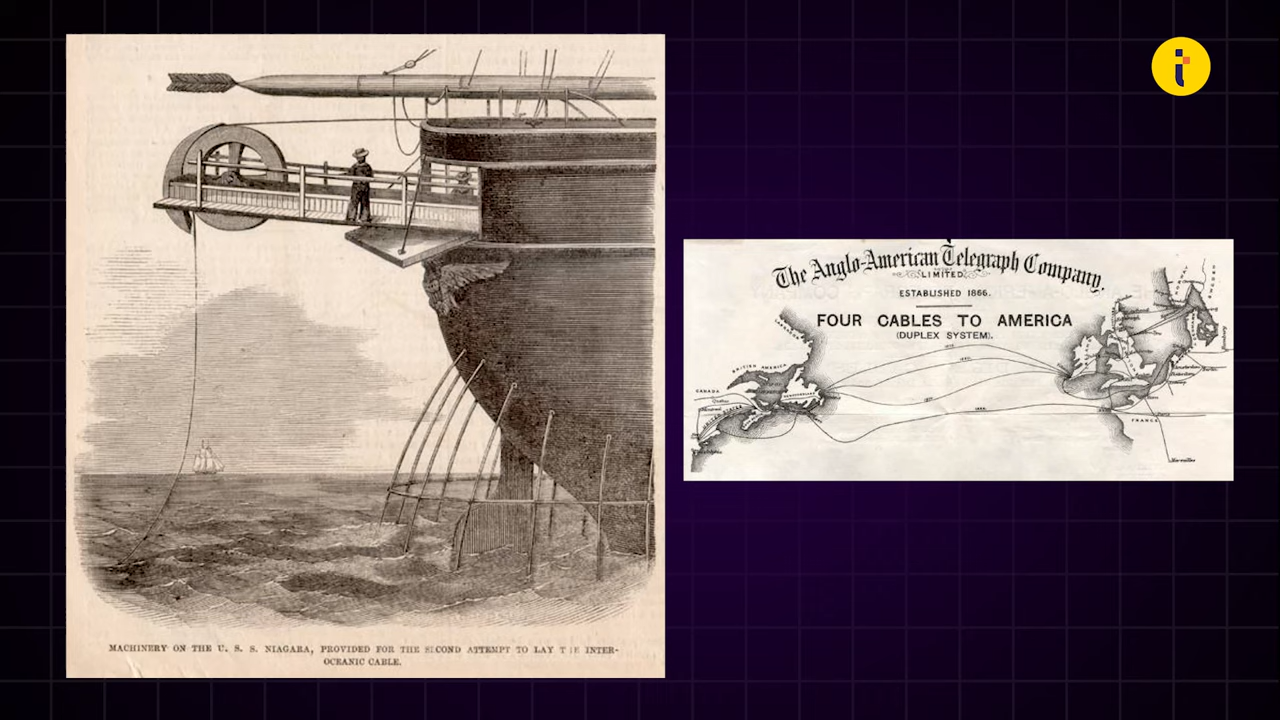 MACHINERY ON THE U. S. S. NIAGARA, PROVIDED FOR THE SECOND ATTEMPT TO LAY THE INTER-
OCEANIC CABLE.
The Anglo-American Telegraph Company,
LIMITED.
ESTABLISHED 1866.
FOUR CABLES TO AMERICA
(DUPLEX SYSTEM).
BRITISH AMERICA
CANADA
FRANCE